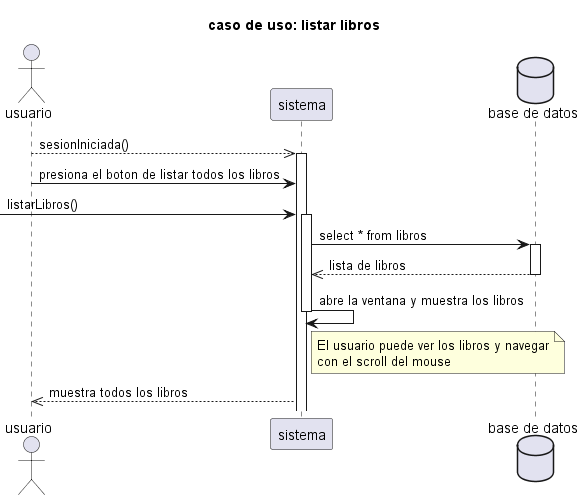 caso de uso: listar libros
usuario
sistema
base de datos
sesionIniciada()
presiona el boton de listar todos los libros
listarLibros()
select * from libros
lista de libros
abre la ventana y muestra los libros
El usuario puede ver los libros y navegar
con el scroll del mouse
muestra todos los libros
usuario
sistema
base de datos